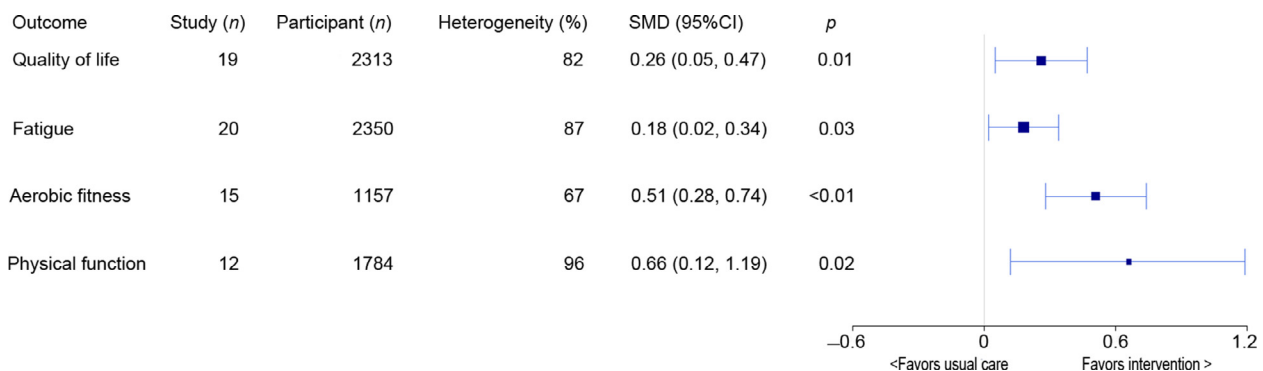 Outcome Study (n) Participant (n) Heterogeneity (%) SMD (95%CI) p
Quality of life 19 2313 82 0.26 (0.05, 0.47) 0.01
Fatigue 20 2350 87 0.18 (0.02, 0.34) 0.03
Aerobic fitness 15 1157 67 0.51 (0.28, 0.74) <0.01
Physical function 12 1784 96 0.66 (0.12, 1.19) 0.02
—0.6 0 0.6 1.2
<Favors usual care Favors intervention >